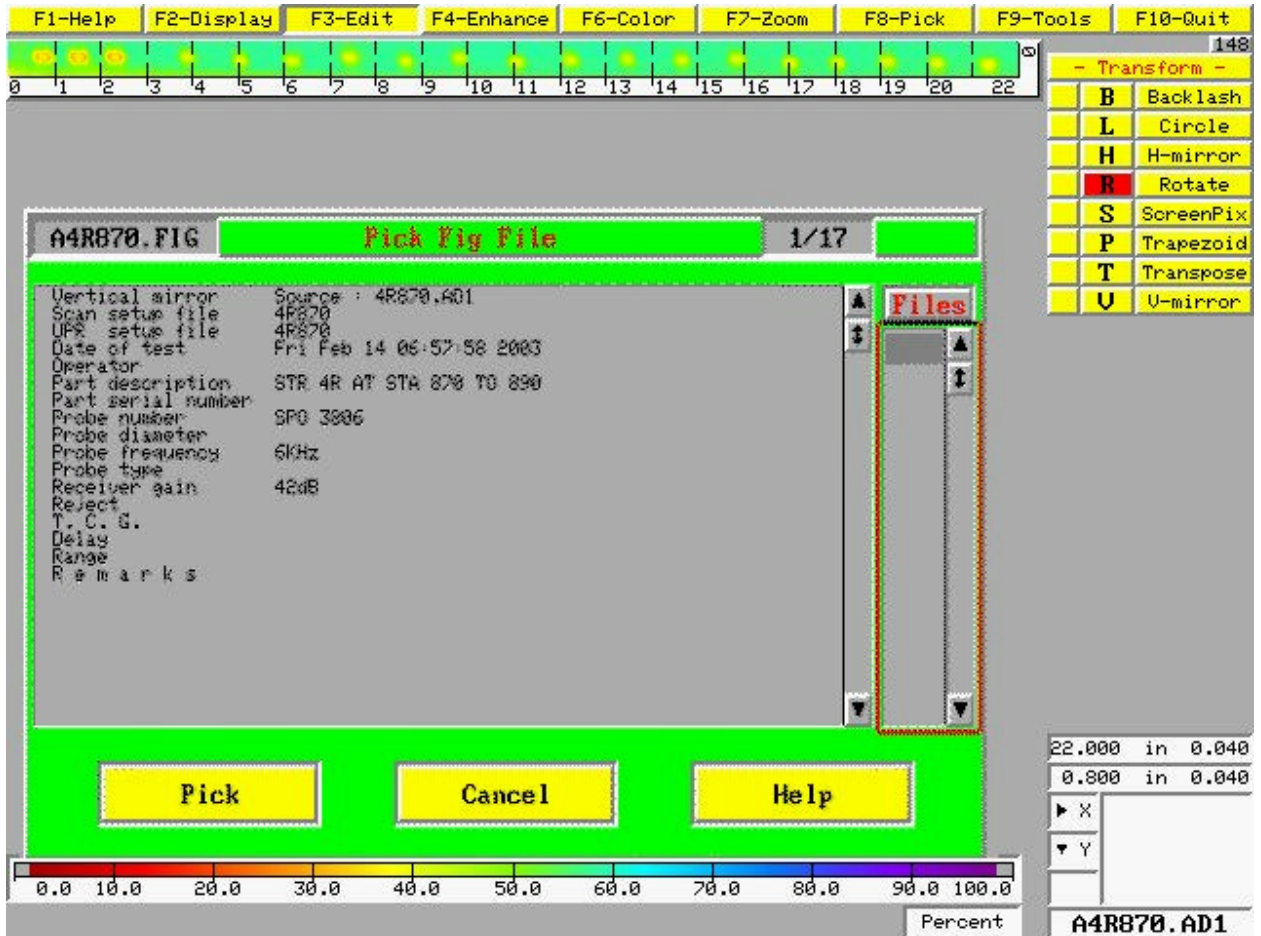 F1-Help F2-Display F3-Edit F4-Enhance F6-Color F7-Zoom F8-Pick F9-Tools F10-Quit
148
0 1 2 3 4 5 6 7 8 9 10 11 12 13 14 15 16 17 18 19 20 22
0
- Transform -
B Backlash
L Circle
H H-mirror
R Rotate
S ScreenPix
P Trapezoid
T Transpose
V V-mirror
A4R870.FIG Pick Fig File 1/17
Files
Vertical mirror Source : 4R870.AD1
Scan setup file 4R870
UPR setup file 4R870
Date of test Fri Feb 14 06:57:58 2003
Operator
Part description STR 4R AT STA 870 TO 890
Part serial number
Probe number SPO 3806
Probe diameter
Probe frequency 6KHz
Probe type
Receiver gain 42dB
Reject
T. C. G.
Delay
Range
R e m a r k s
Pick Cancel Help
22.000 in 0.040
0.800 in 0.040
X
Y
0.0 10.0 20.0 30.0 40.0 50.0 60.0 70.0 80.0 90.0 100.0
Percent
A4R870.AD1